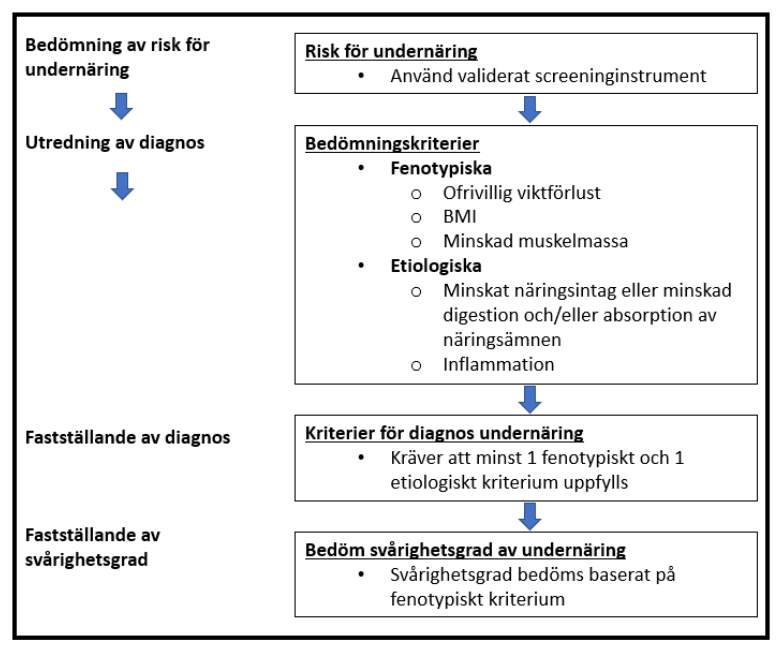 Bedömning av risk för
undernäring
Risk för undernäring
• Använd validerat screeninginstrument
Utredning av diagnos
Bedömningskriterier
• Fenotypiska
o Ofrivillig viktförlust
o BMI
o Minskad muskelmassa
• Etiologiska
o Minskat näringsintag eller minskad
digestion och/eller absorption av
näringsämnen
o Inflammation
Fastställande av diagnos
Kriterier för diagnos undernäring
• Kräver att minst 1 fenotypiskt och 1
etiologiskt kriterium uppfylls
Fastställande av
svårighetsgrad
Bedöm svårighetsgrad av undernäring
• Svårighetsgrad bedöms baserat på
fenotypiskt kriterium